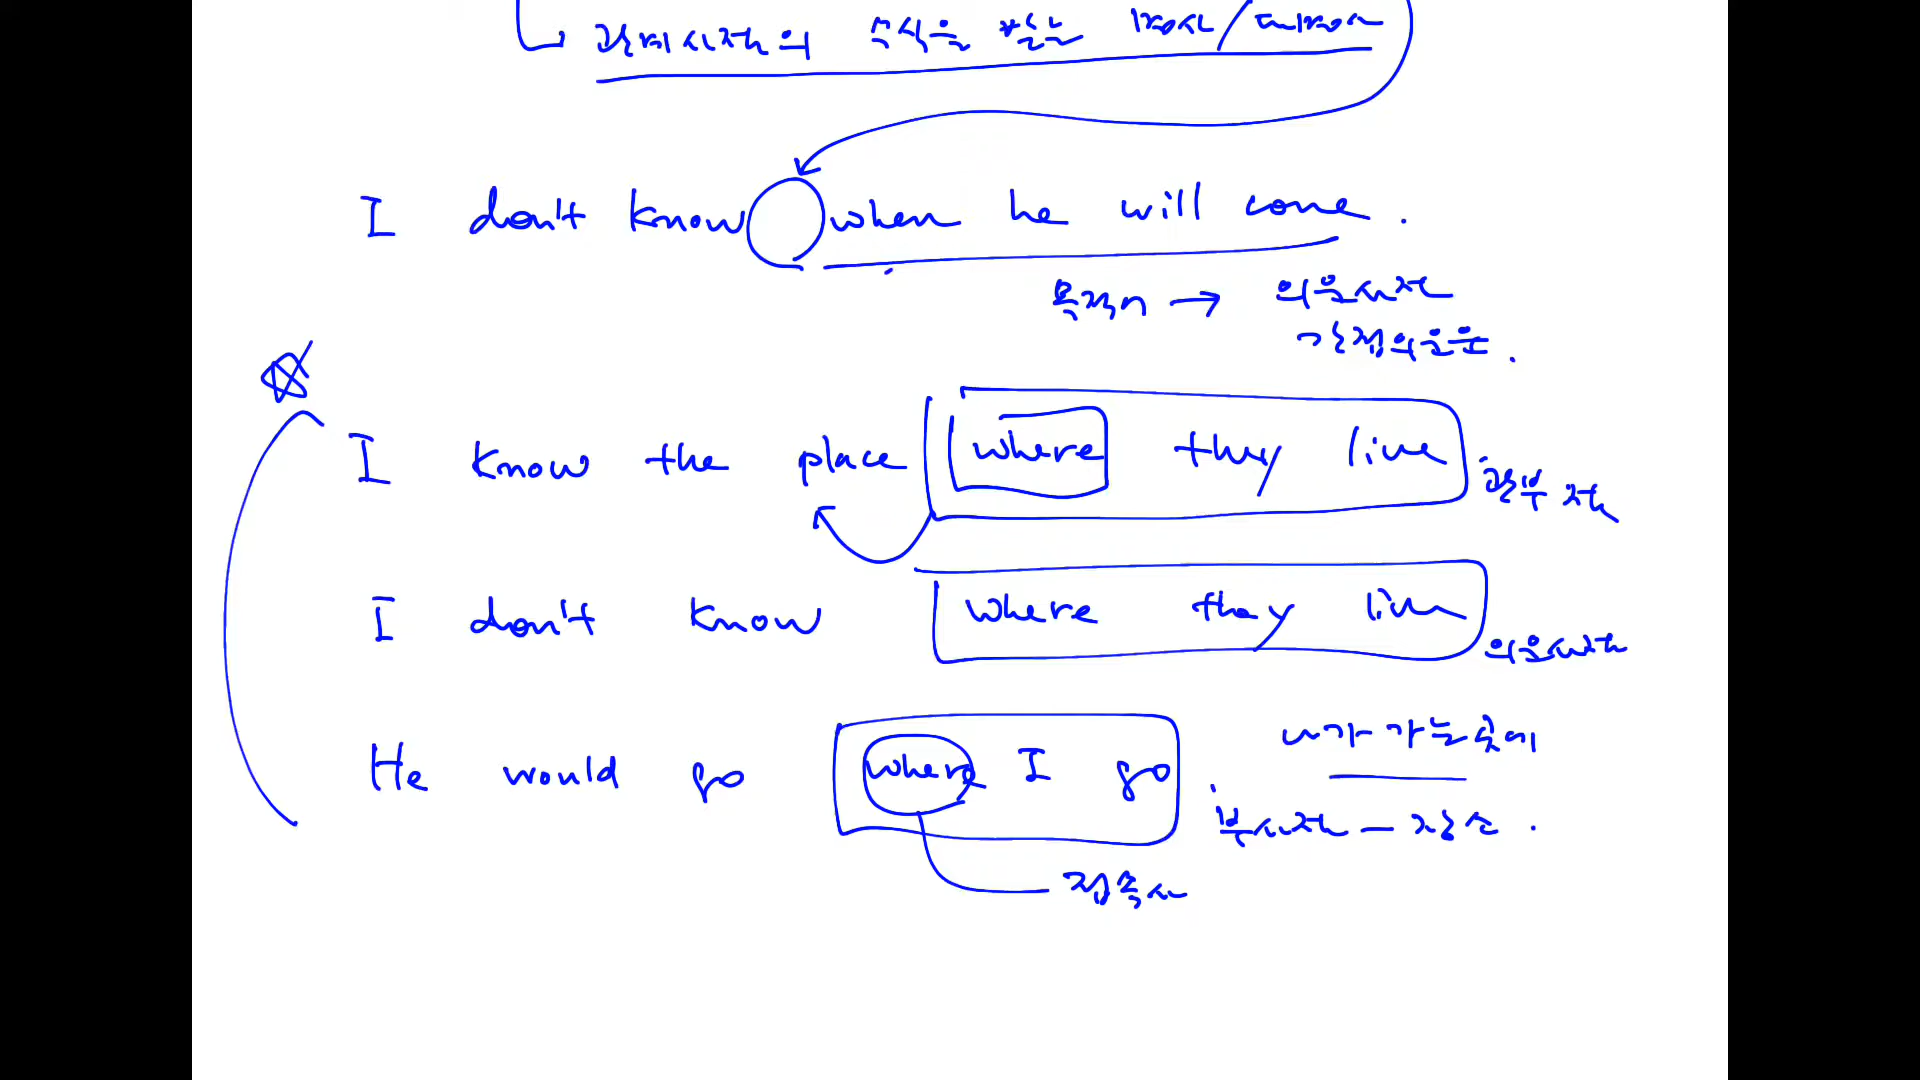 관계사절의 수식을 받는 명사/대명사
I don't know when he will come.
목적어 → 의문사절
간접의문문.
I know the place where they live 관부절
I don't know where they live 의문사절
He would go where I go 내가 가는 곳에
부사절 - 장소.
접속사